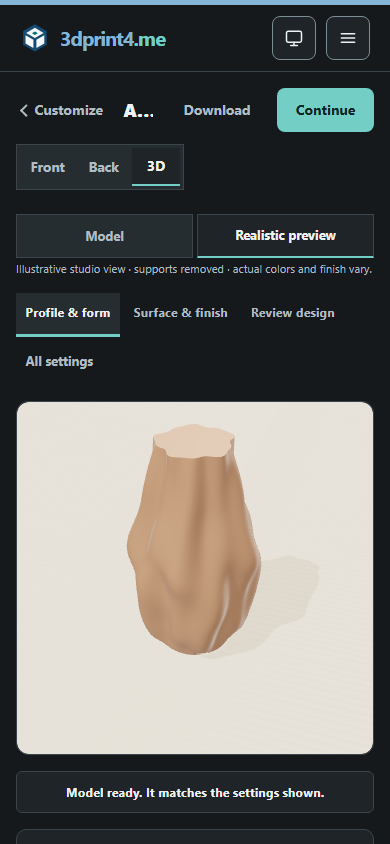 3dprint4.me
Customize A... Download Continue
Front Back 3D
Model Realistic preview
Illustrative studio view · supports removed · actual colors and finish vary.
Profile & form Surface & finish Review design
All settings
Model ready. It matches the settings shown.